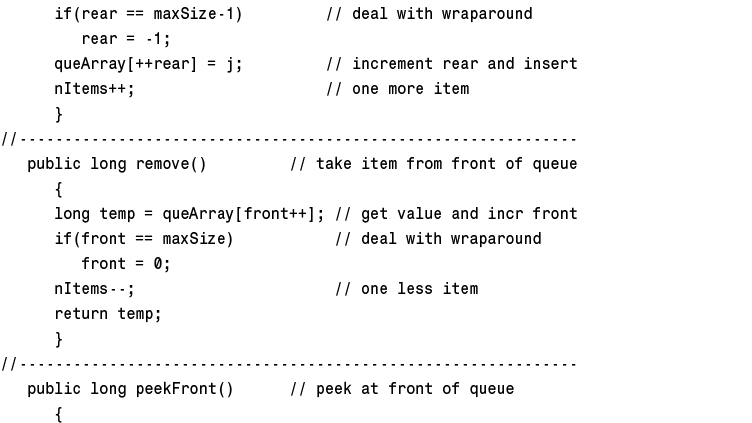 if(rear == maxSize-1)          // deal with wraparound
rear = -1;
queArray[++rear] = j;          // increment rear and insert
nItems++;                      // one more item
}
//--------------------------------------------------------------
public long remove()          // take item from front of queue
{
long temp = queArray[front++]; // get value and incr front
if(front == maxSize)            // deal with wraparound
front = 0;
nItems--;                       // one less item
return temp;
}
//--------------------------------------------------------------
public long peekFront()       // peek at front of queue
{